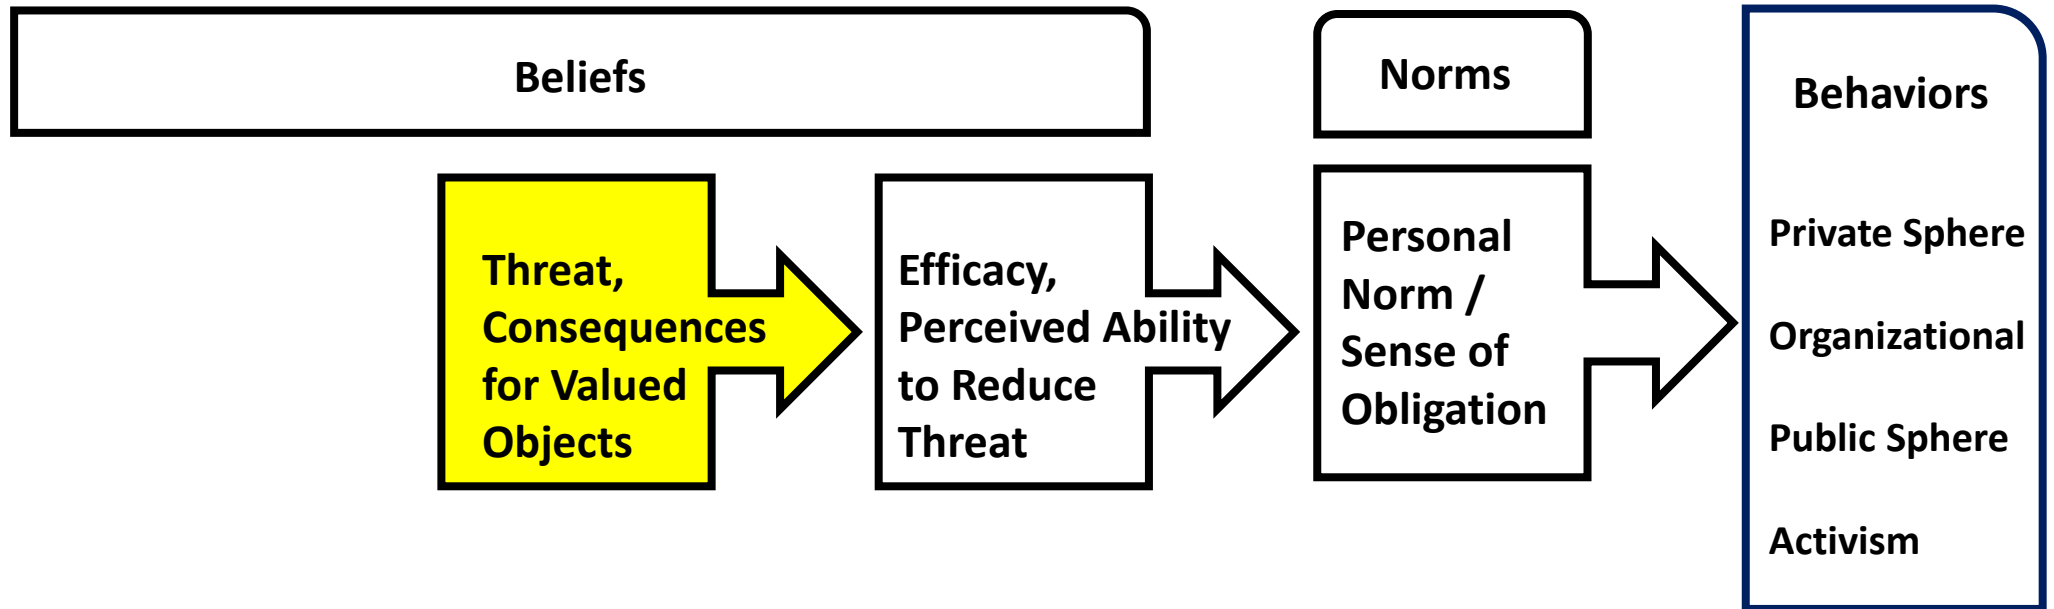 Beliefs
Norms
Behaviors
Threat,
Consequences
for Valued
Objects
Efficacy,
Perceived Ability
to Reduce
Threat
Personal
Norm /
Sense of
Obligation
Private Sphere
Organizational
Public Sphere
Activism